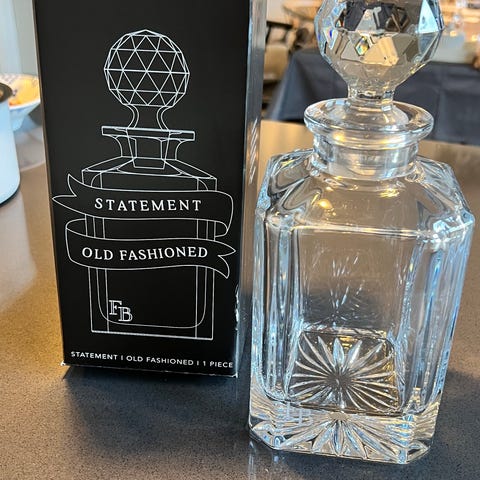 STATEMENT
OLD FASHIONED
FB
STATEMENT | OLD FASHIONED | 1 PIECE